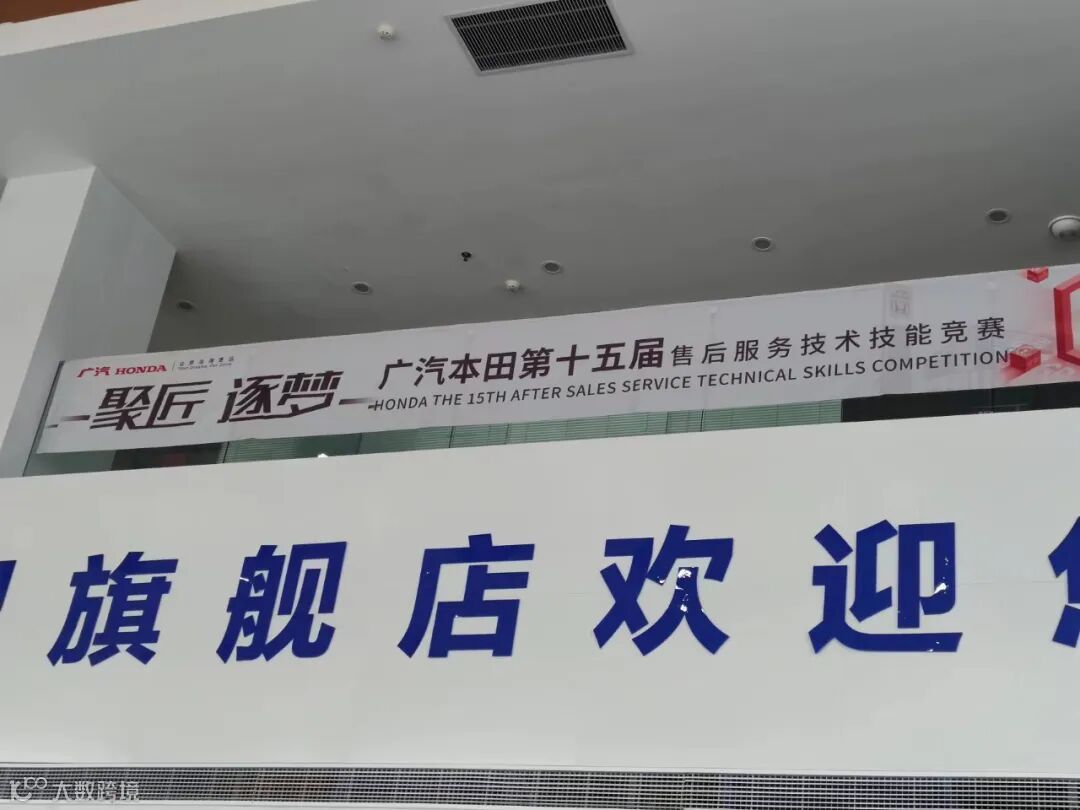 广汽 HONDA
聚匠 逐梦
广汽本田第十五届售后服务技术技能竞赛
HONDA THE 15TH AFTER SALES SERVICE TECHNICAL SKILLS COMPETITION
旗舰店欢迎
大数跨境